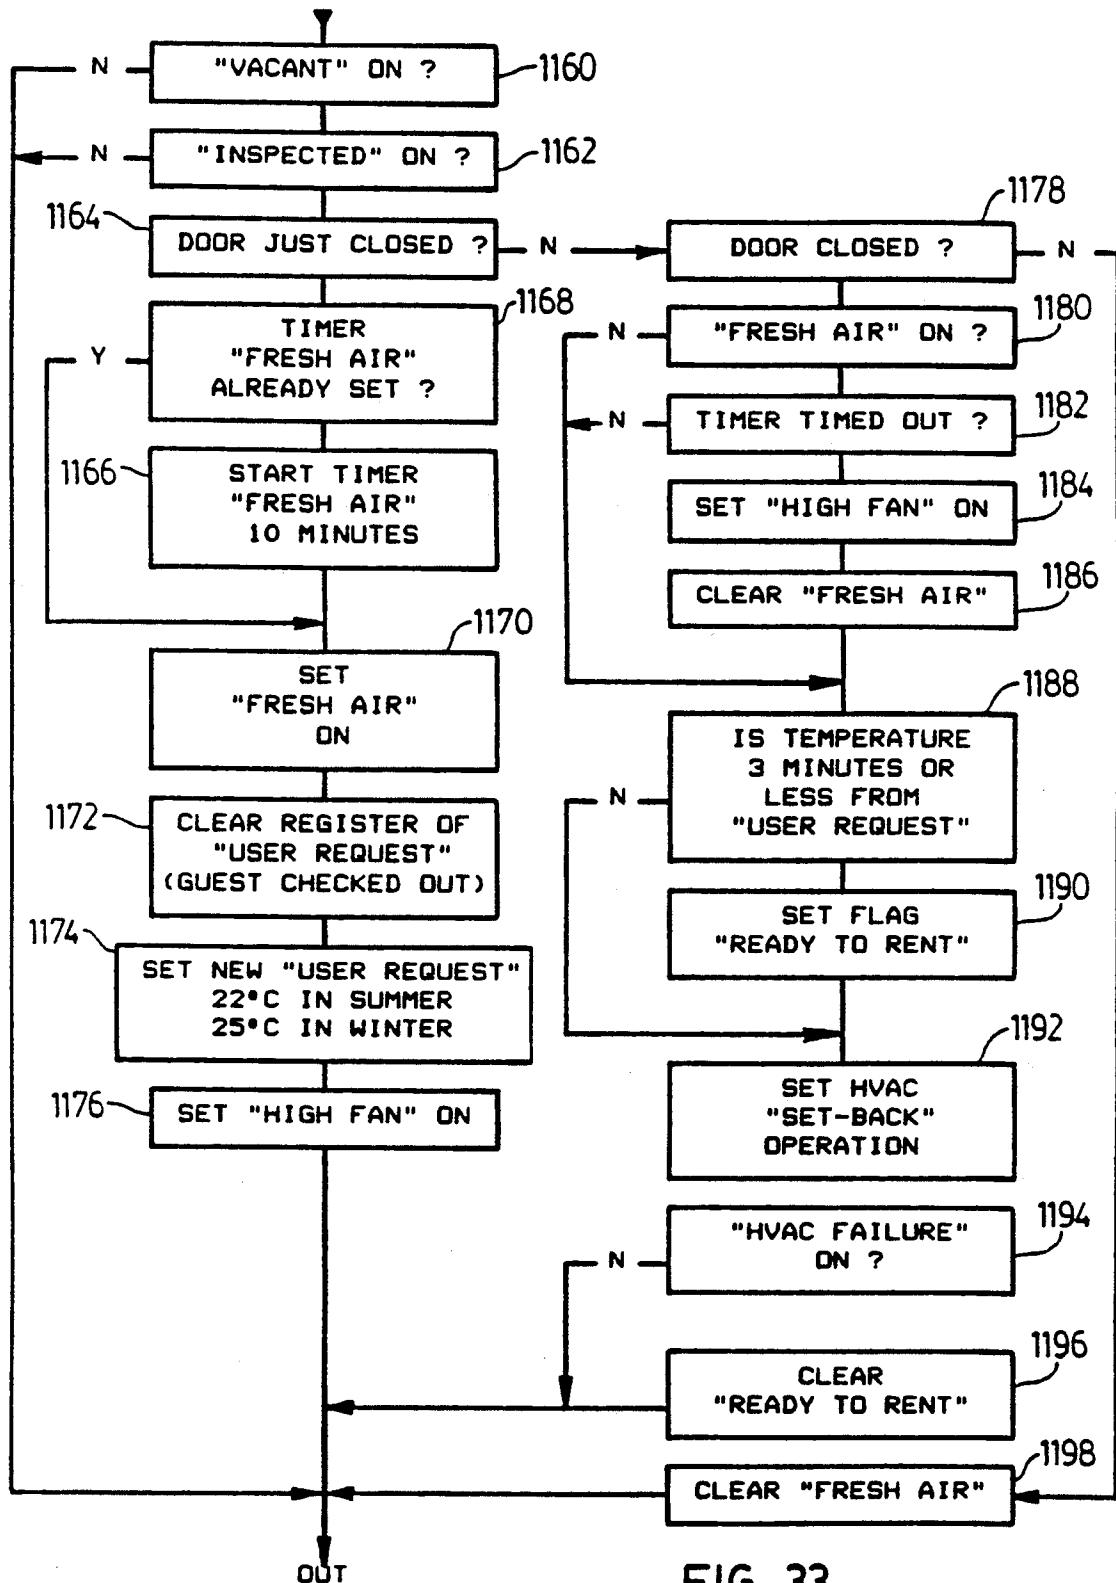 "VACANT" ON ?
1160
N
"INSPECTED" ON ?
1162
N
1164
DOOR JUST CLOSED ?
N
TIMER
"FRESH AIR"
ALREADY SET ?
1168
Y
1166
START TIMER
"FRESH AIR"
10 MINUTES
1170
SET
"FRESH AIR"
ON
1172
CLEAR REGISTER OF
"USER REQUEST"
(GUEST CHECKED OUT)
1174
SET NEW "USER REQUEST"
22°C IN SUMMER
25°C IN WINTER
1176
SET "HIGH FAN" ON
1178
DOOR CLOSED ?
N
1180
"FRESH AIR" ON ?
N
1182
TIMER TIMED OUT ?
N
1184
SET "HIGH FAN" ON
1186
CLEAR "FRESH AIR"
1188
IS TEMPERATURE
3 MINUTES OR
LESS FROM
"USER REQUEST"
N
1190
SET FLAG
"READY TO RENT"
1192
SET HVAC
"SET-BACK"
OPERATION
1194
"HVAC FAILURE"
ON ?
N
1196
CLEAR
"READY TO RENT"
1198
CLEAR "FRESH AIR"
OUT
FIG. 33